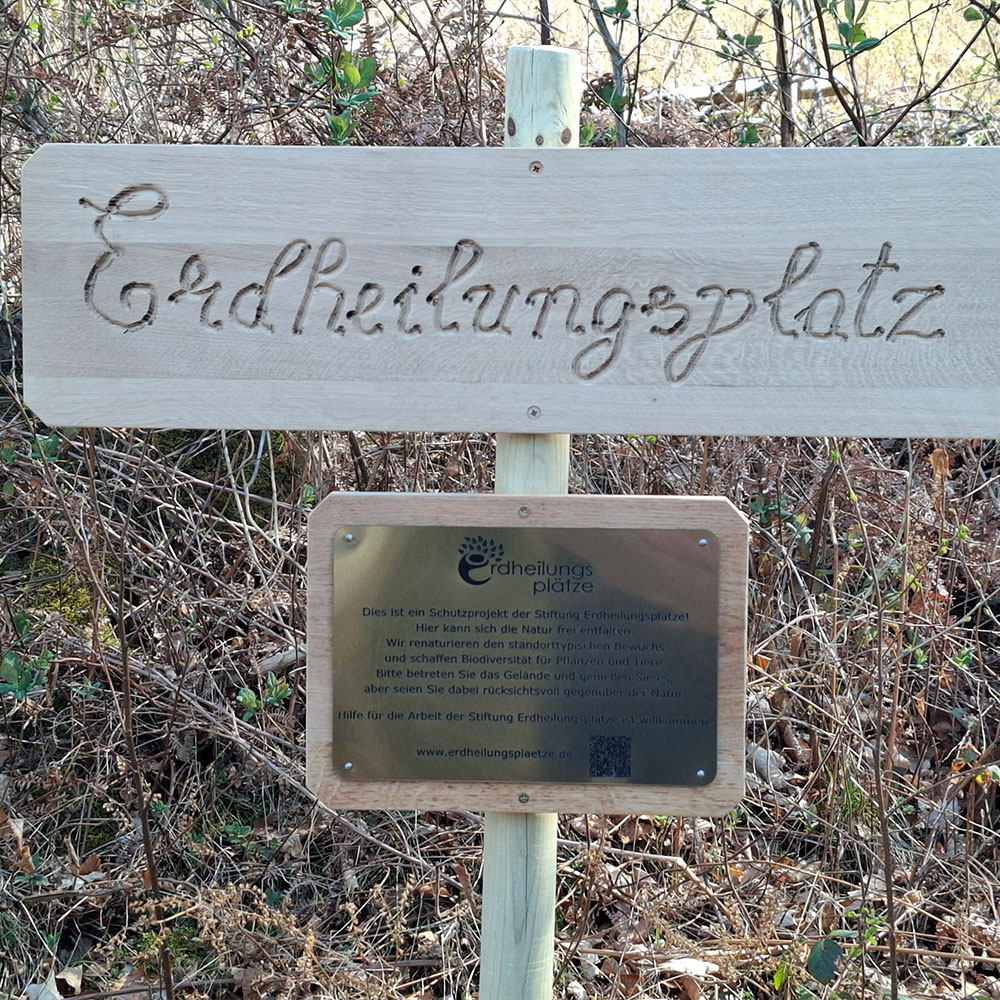 Erdheilungsplatz
Erdheilungs
plätze
Dies ist ein Schutzprojekt der Stiftung Erdheilungsplätze!
Hier kann sich die Natur frei entfalten.
Wir renaturieren den standorttypischen Bewuchs
und schaffen Biodiversität für Pflanzen und Tiere.
Bitte betreten Sie das Gelände und genießen Sie es,
aber seien Sie dabei rücksichtsvoll gegenüber der Natur.
Hilfe für die Arbeit der Stiftung Erdheilungsplätze ist willkommen.
www.erdheilungsplaetze.de